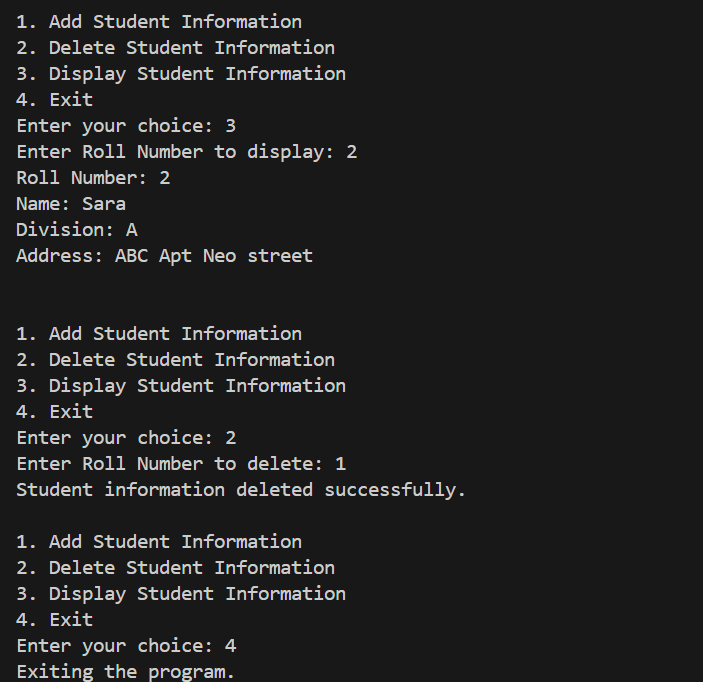 1. Add Student Information
2. Delete Student Information
3. Display Student Information
4. Exit
Enter your choice: 3
Enter Roll Number to display: 2
Roll Number: 2
Name: Sara
Division: A
Address: ABC Apt Neo street
1. Add Student Information
2. Delete Student Information
3. Display Student Information
4. Exit
Enter your choice: 2
Enter Roll Number to delete: 1
Student information deleted successfully.
1. Add Student Information
2. Delete Student Information
3. Display Student Information
4. Exit
Enter your choice: 4
Exiting the program.